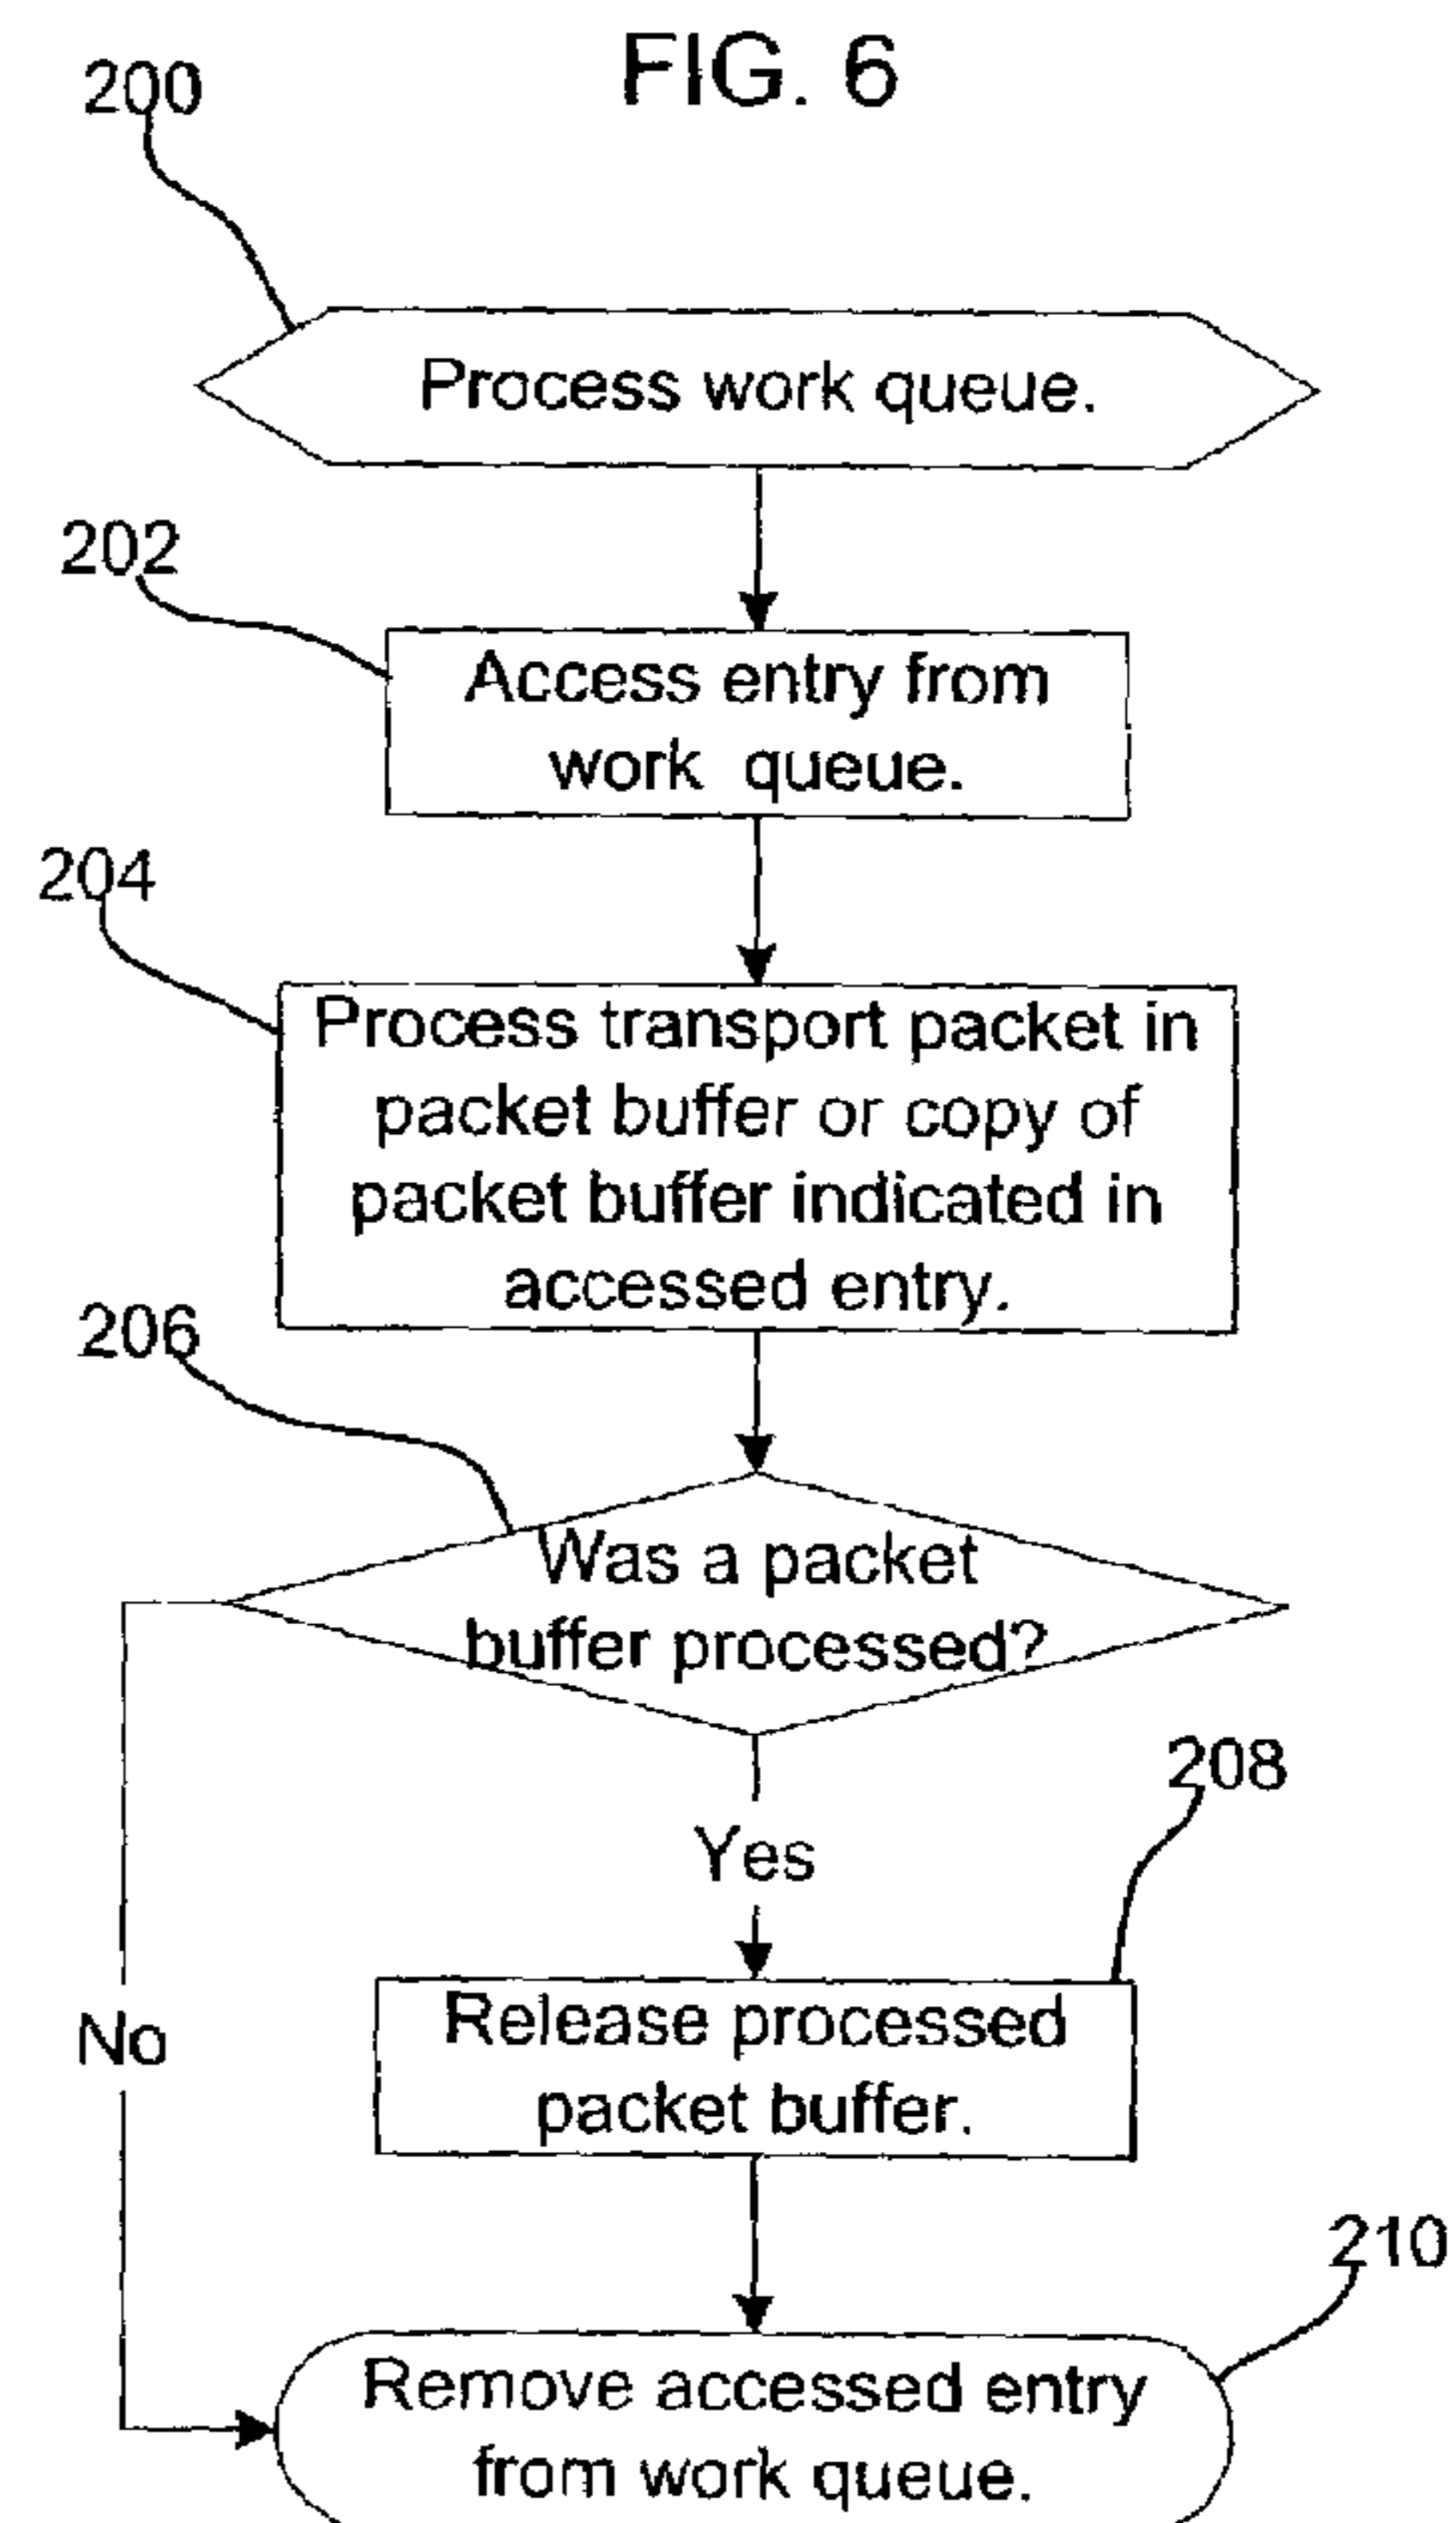 FIG. 6
200
Process work queue.
202
Access entry from
work queue.
204
Process transport packet in
packet buffer or copy of
packet buffer indicated in
accessed entry.
206
Was a packet
buffer processed?
208
Yes
Release processed
packet buffer.
No
210
Remove accessed entry
from work queue.